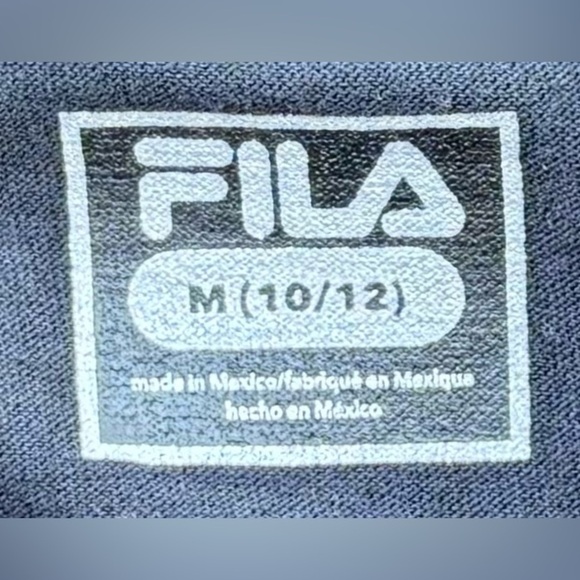 FILA
M (10/12)
made in Mexico/fabriqué en Mexique
hecho en México